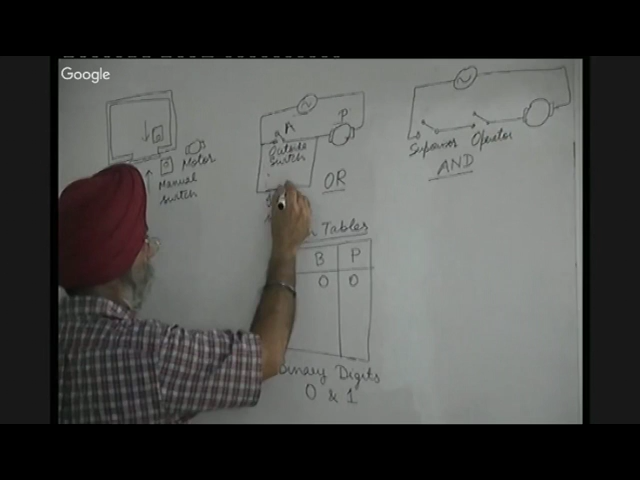 Google
Motor
Manual
Switch
A
P
Outside
Switch
OR
Supervisor Operator
AND
Tables
B P
0 0
Binary Digits
0 & 1